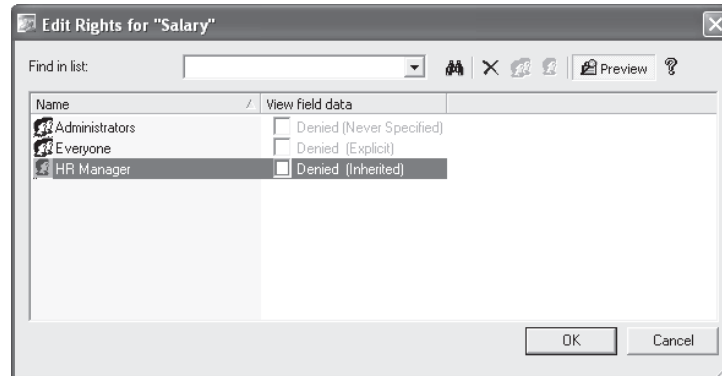 Edit Rights for "Salary"
Find in list:
Preview
Name View field data
Administrators Denied (Never Specified)
Everyone Denied (Explicit)
HR Manager Denied (Inherited)
OK Cancel